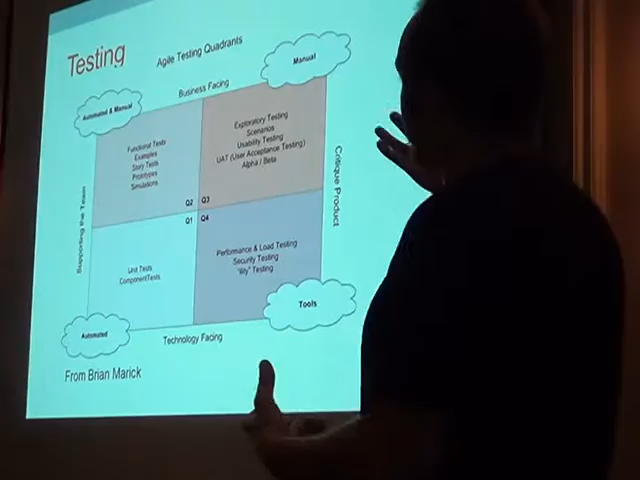 Testing
Agile Testing Quadrants
Manual
Automated & Manual
Business Facing
Functional Tests
Examples
Story Tests
Prototypes
Simulations
Exploratory Testing
Scenarios
Usability Testing
UAT (User Acceptance Testing)
Alpha / Beta
Supporting the Team
Critique Product
Q2
Q3
Q1
Q4
Unit Tests
ComponentTests
Performance & Load Testing
Security Testing
"ility" Testing
Automated
Tools
Technology Facing
From Brian Marick